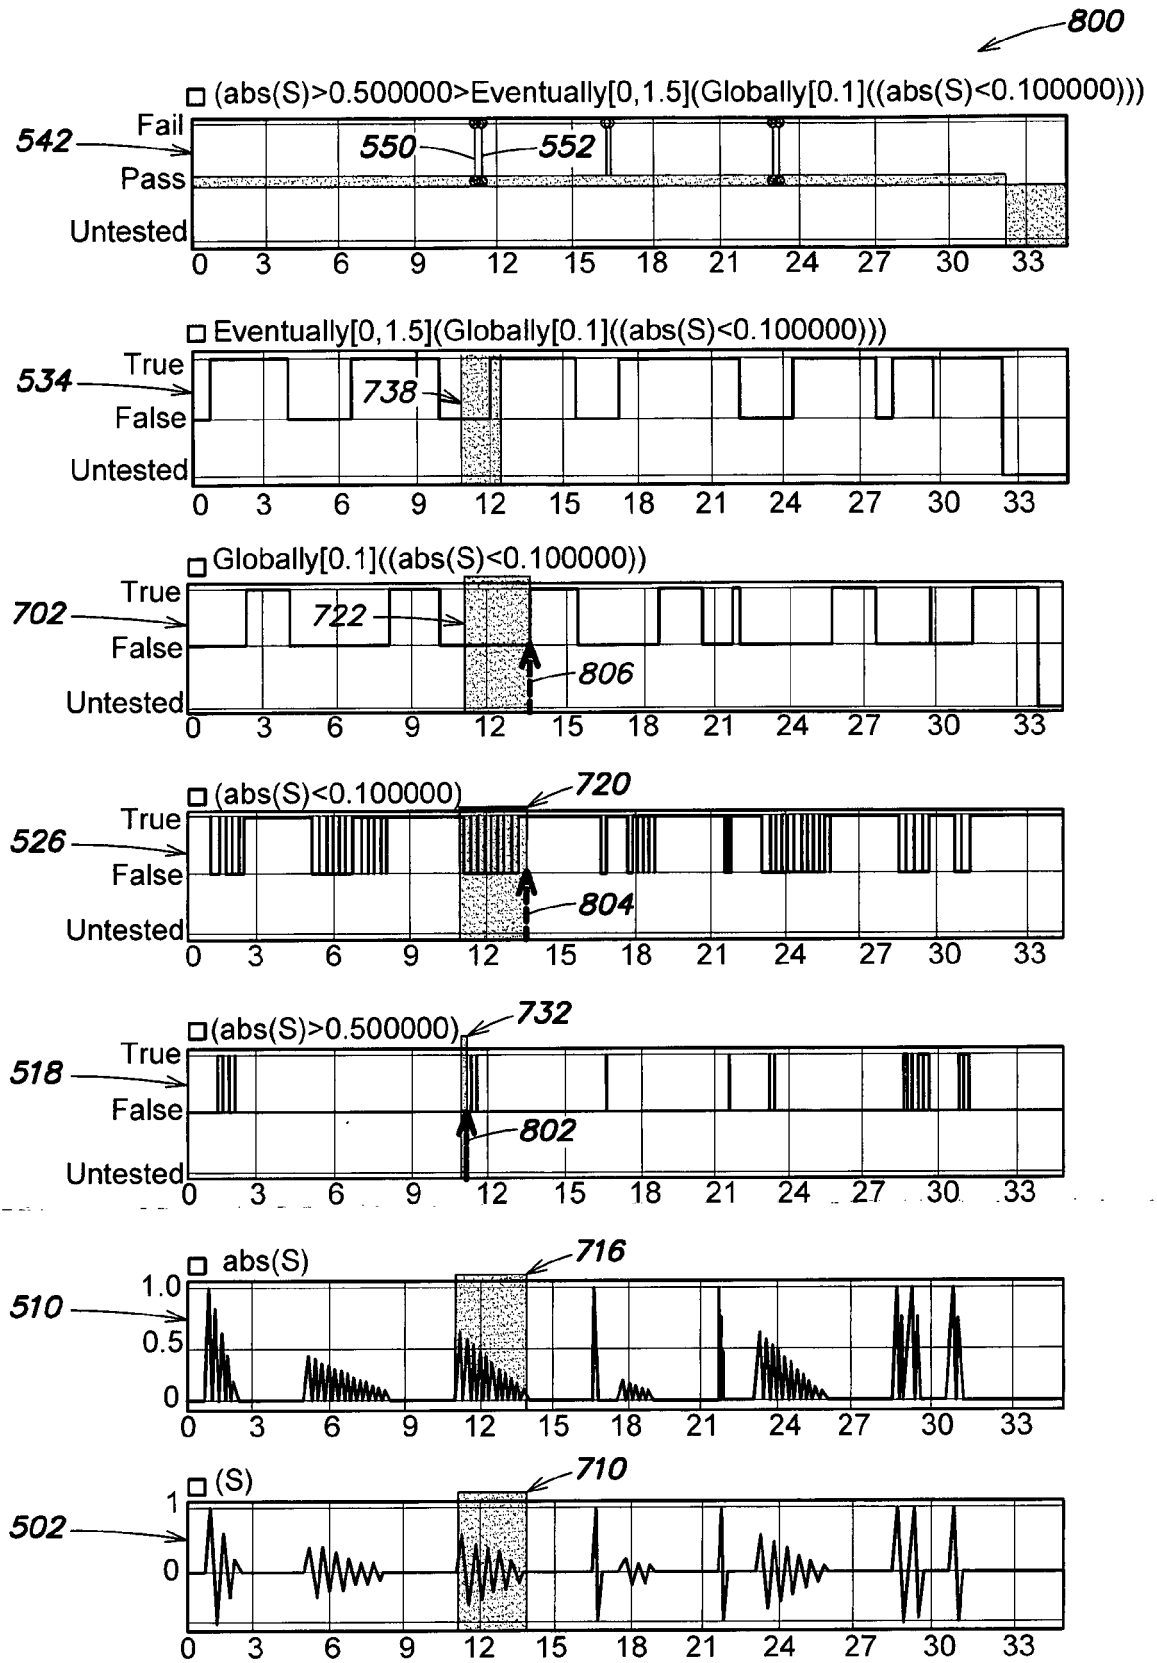 800
(abs(S)>0.500000>Eventually[0,1.5](Globally[0.1]((abs(S)<0.100000)))
Fail
542
550
552
Pass
Untested
0 3 6 9 12 15 18 21 24 27 30 33
Eventually[0,1.5](Globally[0.1]((abs(S)<0.100000)))
True
534
738
False
Untested
0 3 6 9 12 15 18 21 24 27 30 33
Globally[0.1]((abs(S)<0.100000))
True
702
722
False
806
Untested
0 3 6 9 12 15 18 21 24 27 30 33
(abs(S)<0.100000)
720
True
526
False
804
Untested
0 3 6 9 12 15 18 21 24 27 30 33
(abs(S)>0.500000)
732
True
518
False
802
Untested
0 3 6 9 12 15 18 21 24 27 30 33
abs(S)
716
1.0
510
0.5
0
0 3 6 9 12 15 18 21 24 27 30 33
(S)
710
1
502
0
0 3 6 9 12 15 18 21 24 27 30 33